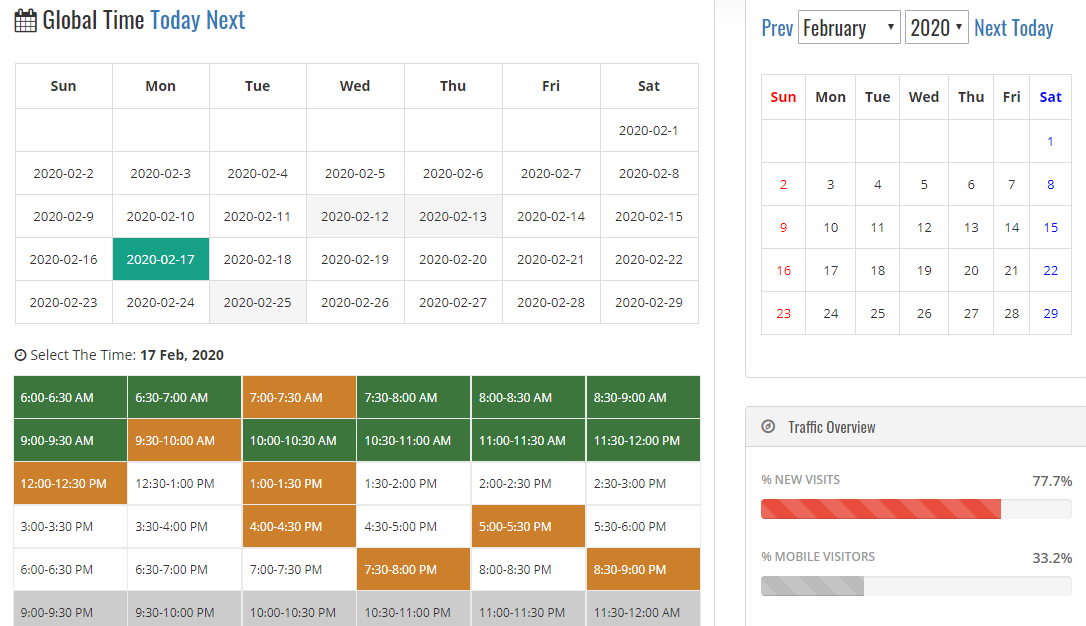 Global Time Today Next
Sun Mon Tue Wed Thu Fri Sat
2020-02-1
2020-02-2 2020-02-3 2020-02-4 2020-02-5 2020-02-6 2020-02-7 2020-02-8
2020-02-9 2020-02-10 2020-02-11 2020-02-12 2020-02-13 2020-02-14 2020-02-15
2020-02-16 2020-02-17 2020-02-18 2020-02-19 2020-02-20 2020-02-21 2020-02-22
2020-02-23 2020-02-24 2020-02-25 2020-02-26 2020-02-27 2020-02-28 2020-02-29
Select The Time: 17 Feb, 2020
6:00-6:30 AM 6:30-7:00 AM 7:00-7:30 AM 7:30-8:00 AM 8:00-8:30 AM 8:30-9:00 AM
9:00-9:30 AM 9:30-10:00 AM 10:00-10:30 AM 10:30-11:00 AM 11:00-11:30 AM 11:30-12:00 PM
12:00-12:30 PM 12:30-1:00 PM 1:00-1:30 PM 1:30-2:00 PM 2:00-2:30 PM 2:30-3:00 PM
3:00-3:30 PM 3:30-4:00 PM 4:00-4:30 PM 4:30-5:00 PM 5:00-5:30 PM 5:30-6:00 PM
6:00-6:30 PM 6:30-7:00 PM 7:00-7:30 PM 7:30-8:00 PM 8:00-8:30 PM 8:30-9:00 PM
9:00-9:30 PM 9:30-10:00 PM 10:00-10:30 PM 10:30-11:00 PM 11:00-11:30 PM 11:30-12:00 AM
Prev February 2020 Next Today
Sun Mon Tue Wed Thu Fri Sat
1
2 3 4 5 6 7 8
9 10 11 12 13 14 15
16 17 18 19 20 21 22
23 24 25 26 27 28 29
Traffic Overview
% NEW VISITS 77.7%
% MOBILE VISITORS 33.2%